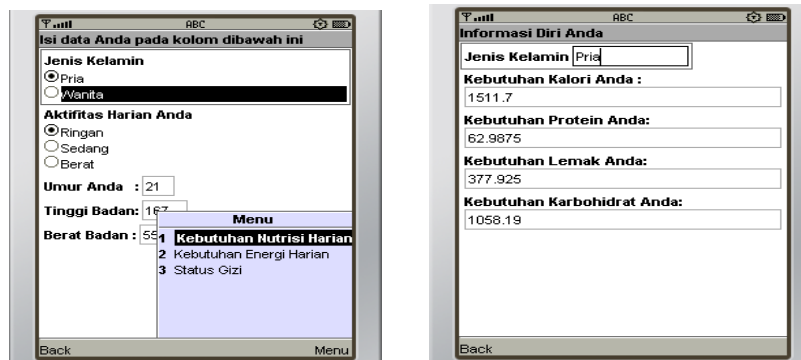 ABC
Isi data Anda pada kolom dibawah ini
Jenis Kelamin
Pria
Wanita
Aktifitas Harian Anda
Ringan
Sedang
Berat
Umur Anda : 21
Tinggi Badan: 167
Berat Badan : 55
Menu
1 Kebutuhan Nutrisi Harian
2 Kebutuhan Energi Harian
3 Status Gizi
Back Menu
ABC
Informasi Diri Anda
Jenis Kelamin Pria
Kebutuhan Kalori Anda :
1511.7
Kebutuhan Protein Anda:
62.9875
Kebutuhan Lemak Anda:
377.925
Kebutuhan Karbohidrat Anda:
1058.19
Back